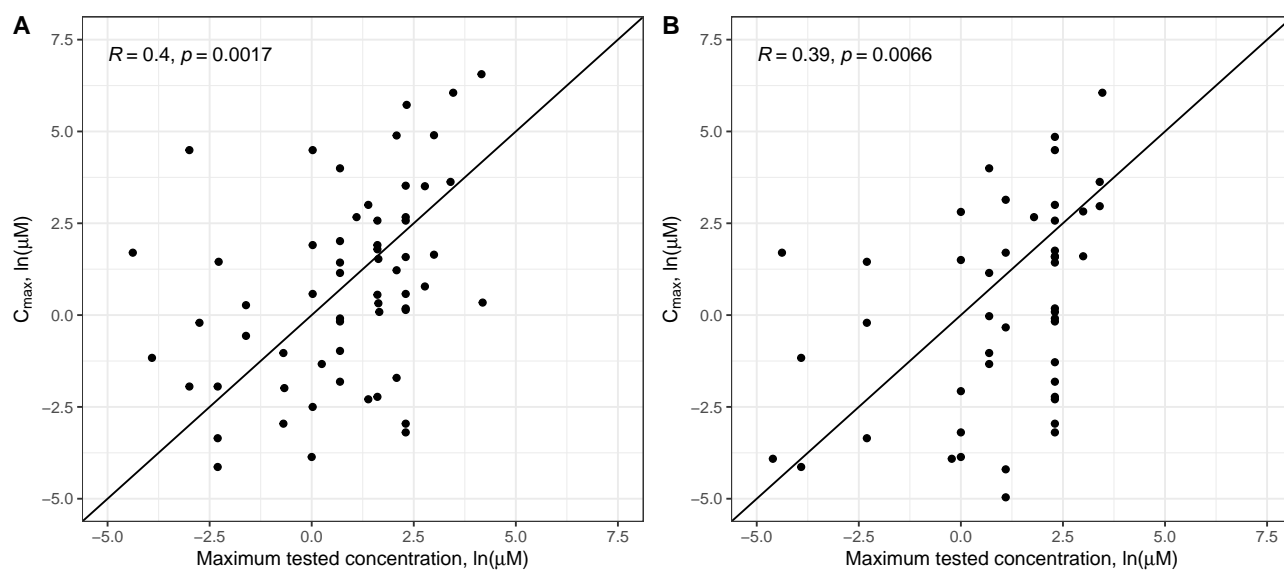 A
R = 0.4, p = 0.0017
7.5
5.0
2.5
0.0
−2.5
−5.0
Cmax, ln(μM)
−5.0 −2.5 0.0 2.5 5.0 7.5
Maximum tested concentration, ln(μM)
B
R = 0.39, p = 0.0066
7.5
5.0
2.5
0.0
−2.5
−5.0
Cmax, ln(μM)
−5.0 −2.5 0.0 2.5 5.0 7.5
Maximum tested concentration, ln(μM)